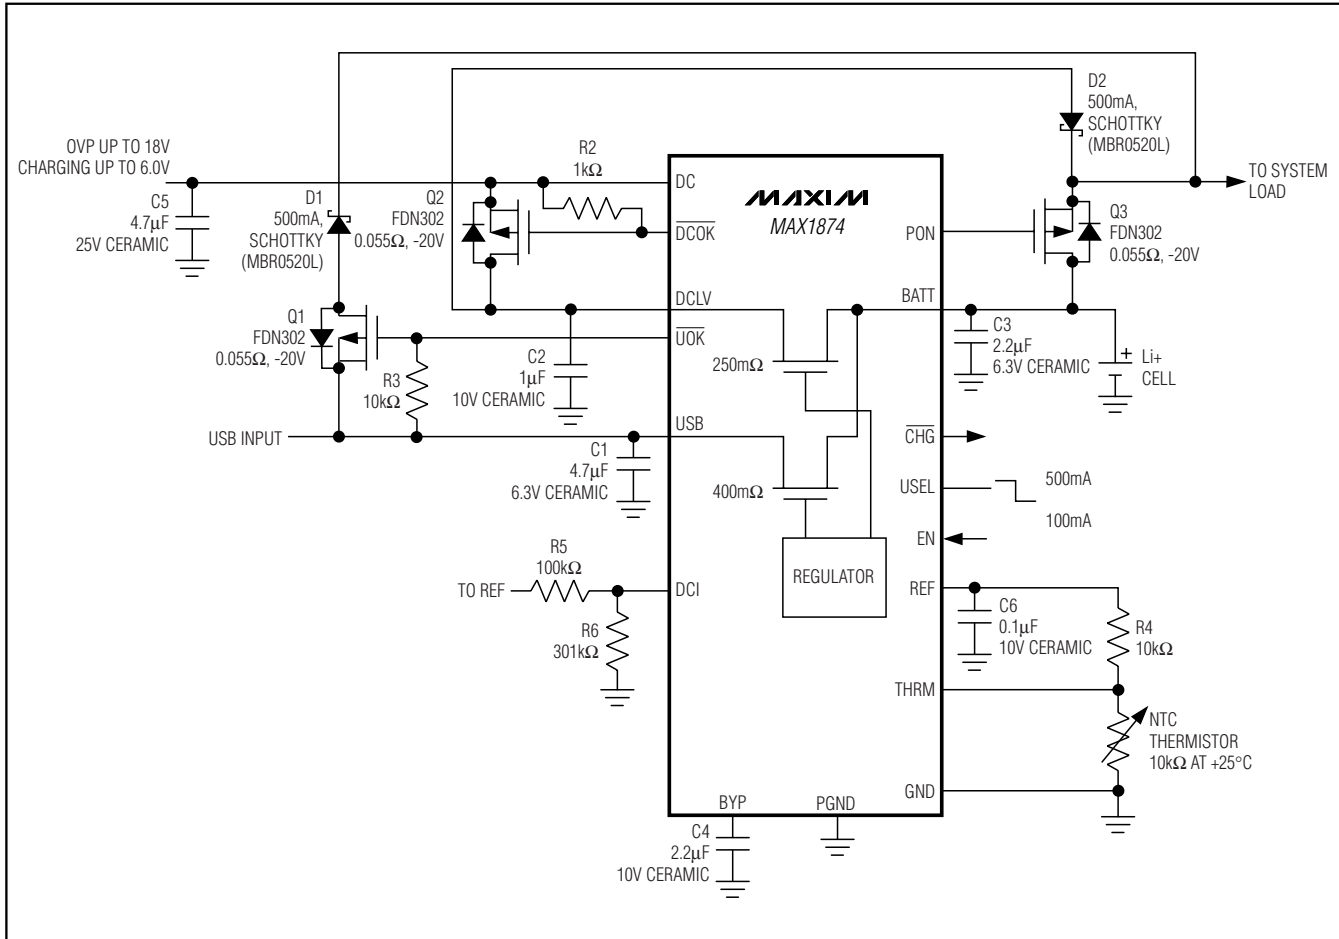 D2
500mA,
SCHOTTKY
(MBR0520L)
OVP UP TO 18V
CHARGING UP TO 6.0V
R2
1kΩ
TO SYSTEM
LOAD
C5
4.7µF
25V CERAMIC
D1
500mA,
SCHOTTKY
(MBR0520L)
Q2
FDN302
0.055Ω, -20V
DC
MAXIM
MAX1874
DCOK
PON
Q3
FDN302
0.055Ω, -20V
DCLV
BATT
Q1
FDN302
0.055Ω, -20V
UOK
C2
1µF
10V CERAMIC
250mΩ
C3
2.2µF
6.3V CERAMIC
+
Li+
CELL
R3
10kΩ
USB INPUT
USB
CHG
C1
4.7µF
6.3V CERAMIC
400mΩ
USEL
500mA
100mA
EN
R5
100kΩ
TO REF
DCI
REGULATOR
REF
C6
0.1µF
10V CERAMIC
R4
10kΩ
R6
301kΩ
THRM
NTC
THERMISTOR
10kΩ AT +25°C
GND
BYP
PGND
C4
2.2µF
10V CERAMIC